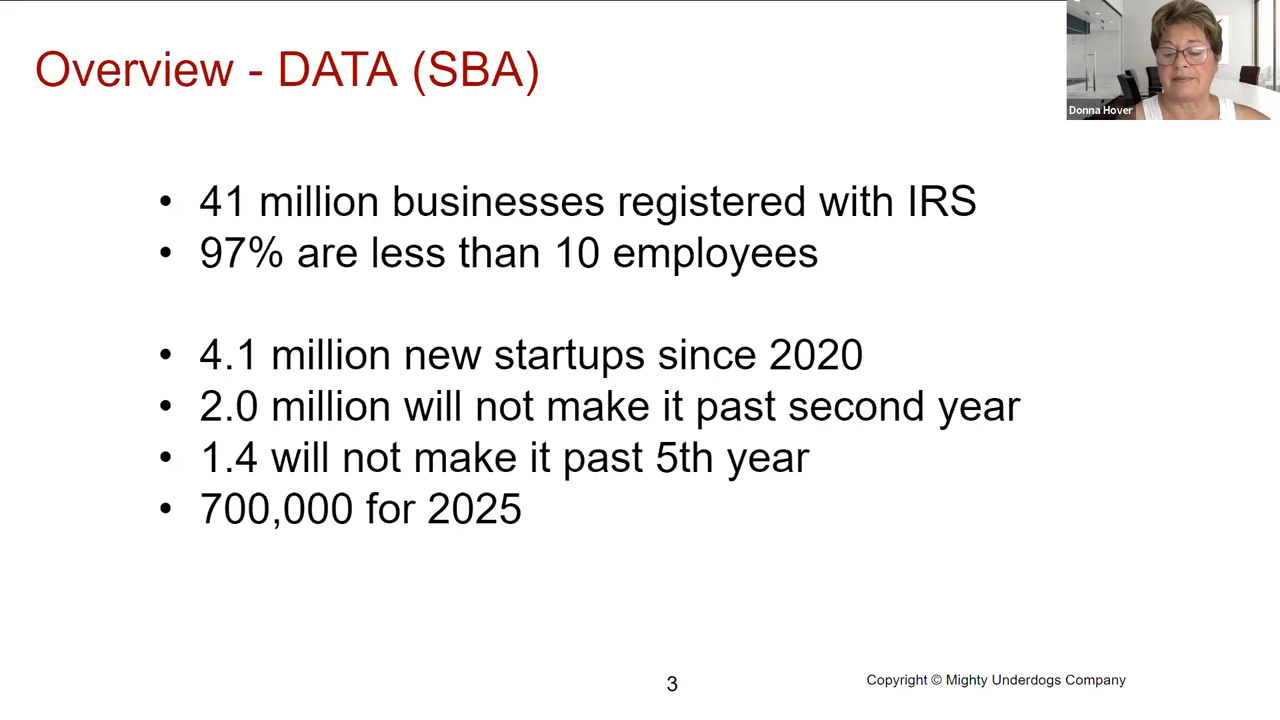 Overview - DATA (SBA)
Donna Hover
• 41 million businesses registered with IRS
• 97% are less than 10 employees
• 4.1 million new startups since 2020
• 2.0 million will not make it past second year
• 1.4 will not make it past 5th year
• 700,000 for 2025
3
Copyright © Mighty Underdogs Company